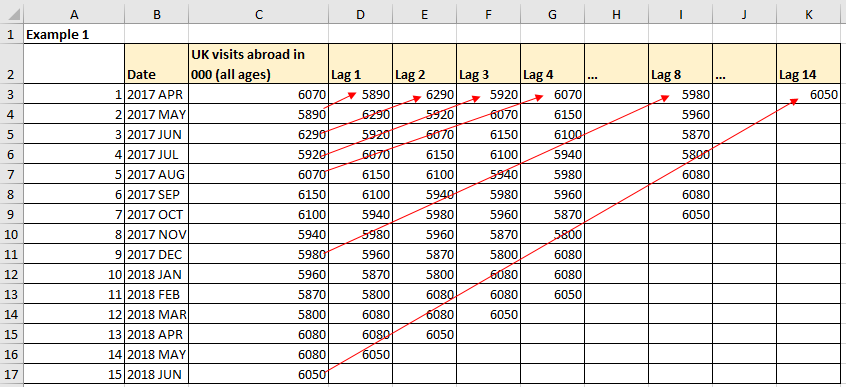 A B C D E F G H I J K
1 Example 1
UK visits abroad in
2 Date 000 (all ages) Lag 1 Lag 2 Lag 3 Lag 4 ... Lag 8 ... Lag 14
3 1 2017 APR 6070 5890 6290 5920 6070 5980 6050
4 2 2017 MAY 5890 6290 5920 6070 6150 5960
5 3 2017 JUN 6290 5920 6070 6150 6100 5870
6 4 2017 JUL 5920 6070 6150 6100 5940 5800
7 5 2017 AUG 6070 6150 6100 5940 5980 6080
8 6 2017 SEP 6150 6100 5940 5980 5960 6080
9 7 2017 OCT 6100 5940 5980 5960 5870 6050
10 8 2017 NOV 5940 5980 5960 5870 5800
11 9 2017 DEC 5980 5960 5870 5800 6080
12 10 2018 JAN 5960 5870 5800 6080 6080
13 11 2018 FEB 5870 5800 6080 6080 6050
14 12 2018 MAR 5800 6080 6080 6050
15 13 2018 APR 6080 6080 6050
16 14 2018 MAY 6080 6050
17 15 2018 JUN 6050